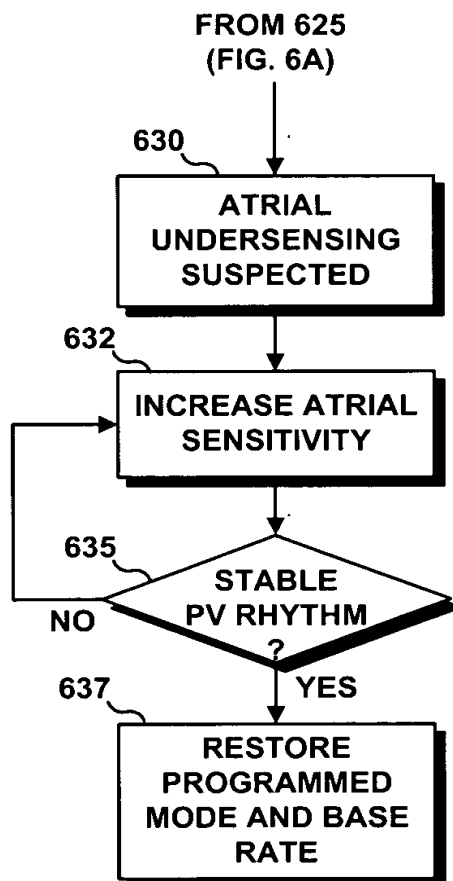 FROM 625
(FIG. 6A)
630
ATRIAL
UNDERSENSING
SUSPECTED
632
INCREASE ATRIAL
SENSITIVITY
635
STABLE
PV RHYTHM
?
NO
YES
637
RESTORE
PROGRAMMED
MODE AND BASE
RATE